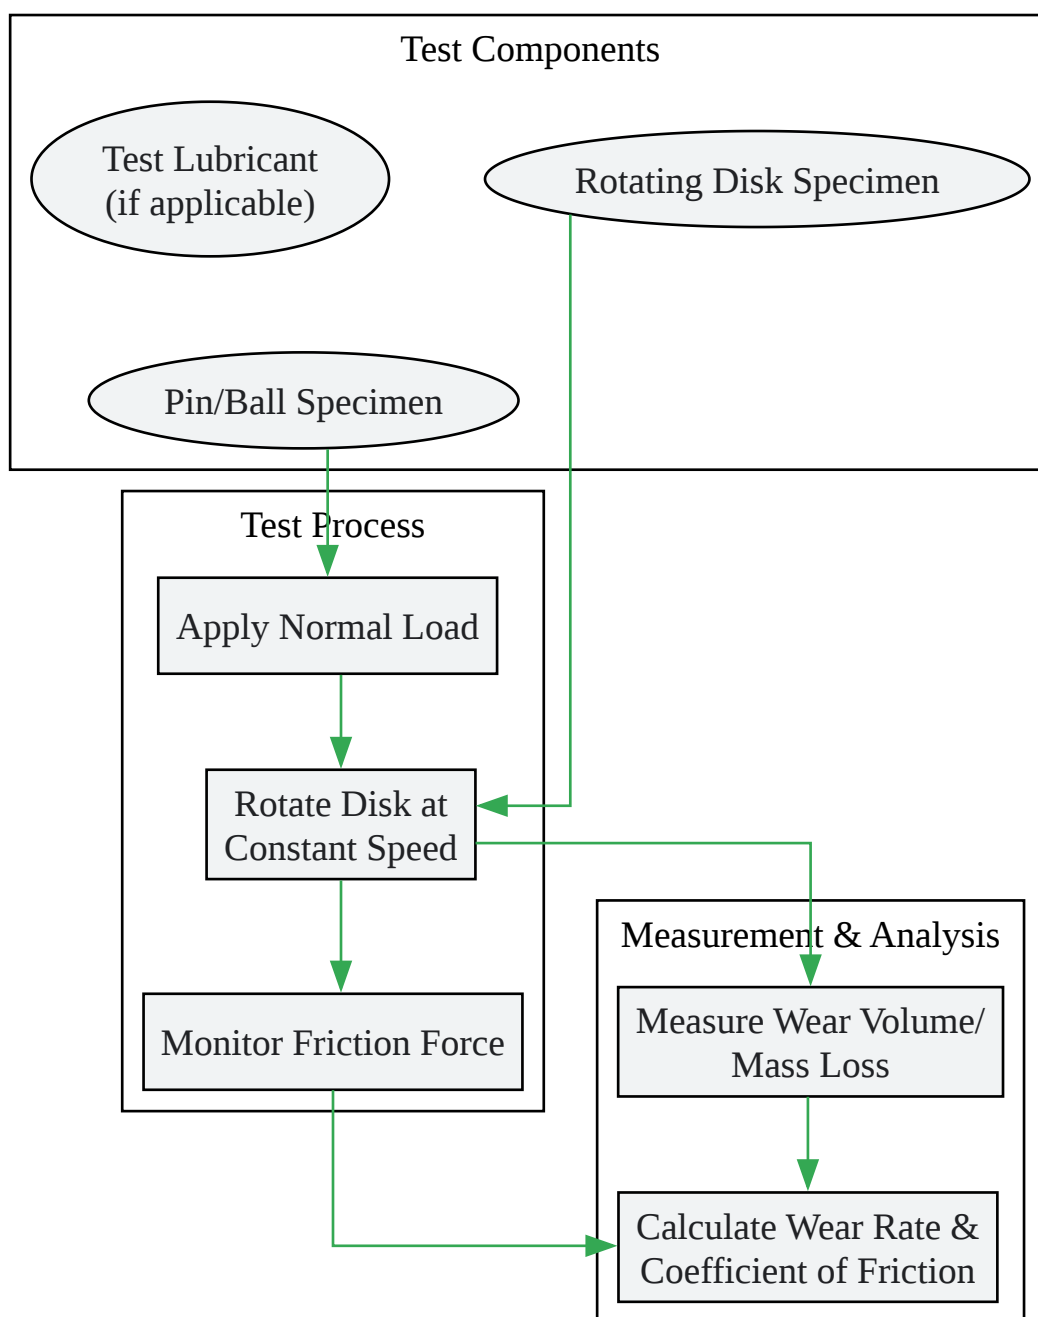 Test Components
Test Lubricant
(if applicable)
Rotating Disk Specimen
Pin/Ball Specimen
Test Process
Apply Normal Load
Rotate Disk at
Constant Speed
Monitor Friction Force
Measurement & Analysis
Measure Wear Volume/
Mass Loss
Calculate Wear Rate &
Coefficient of Friction